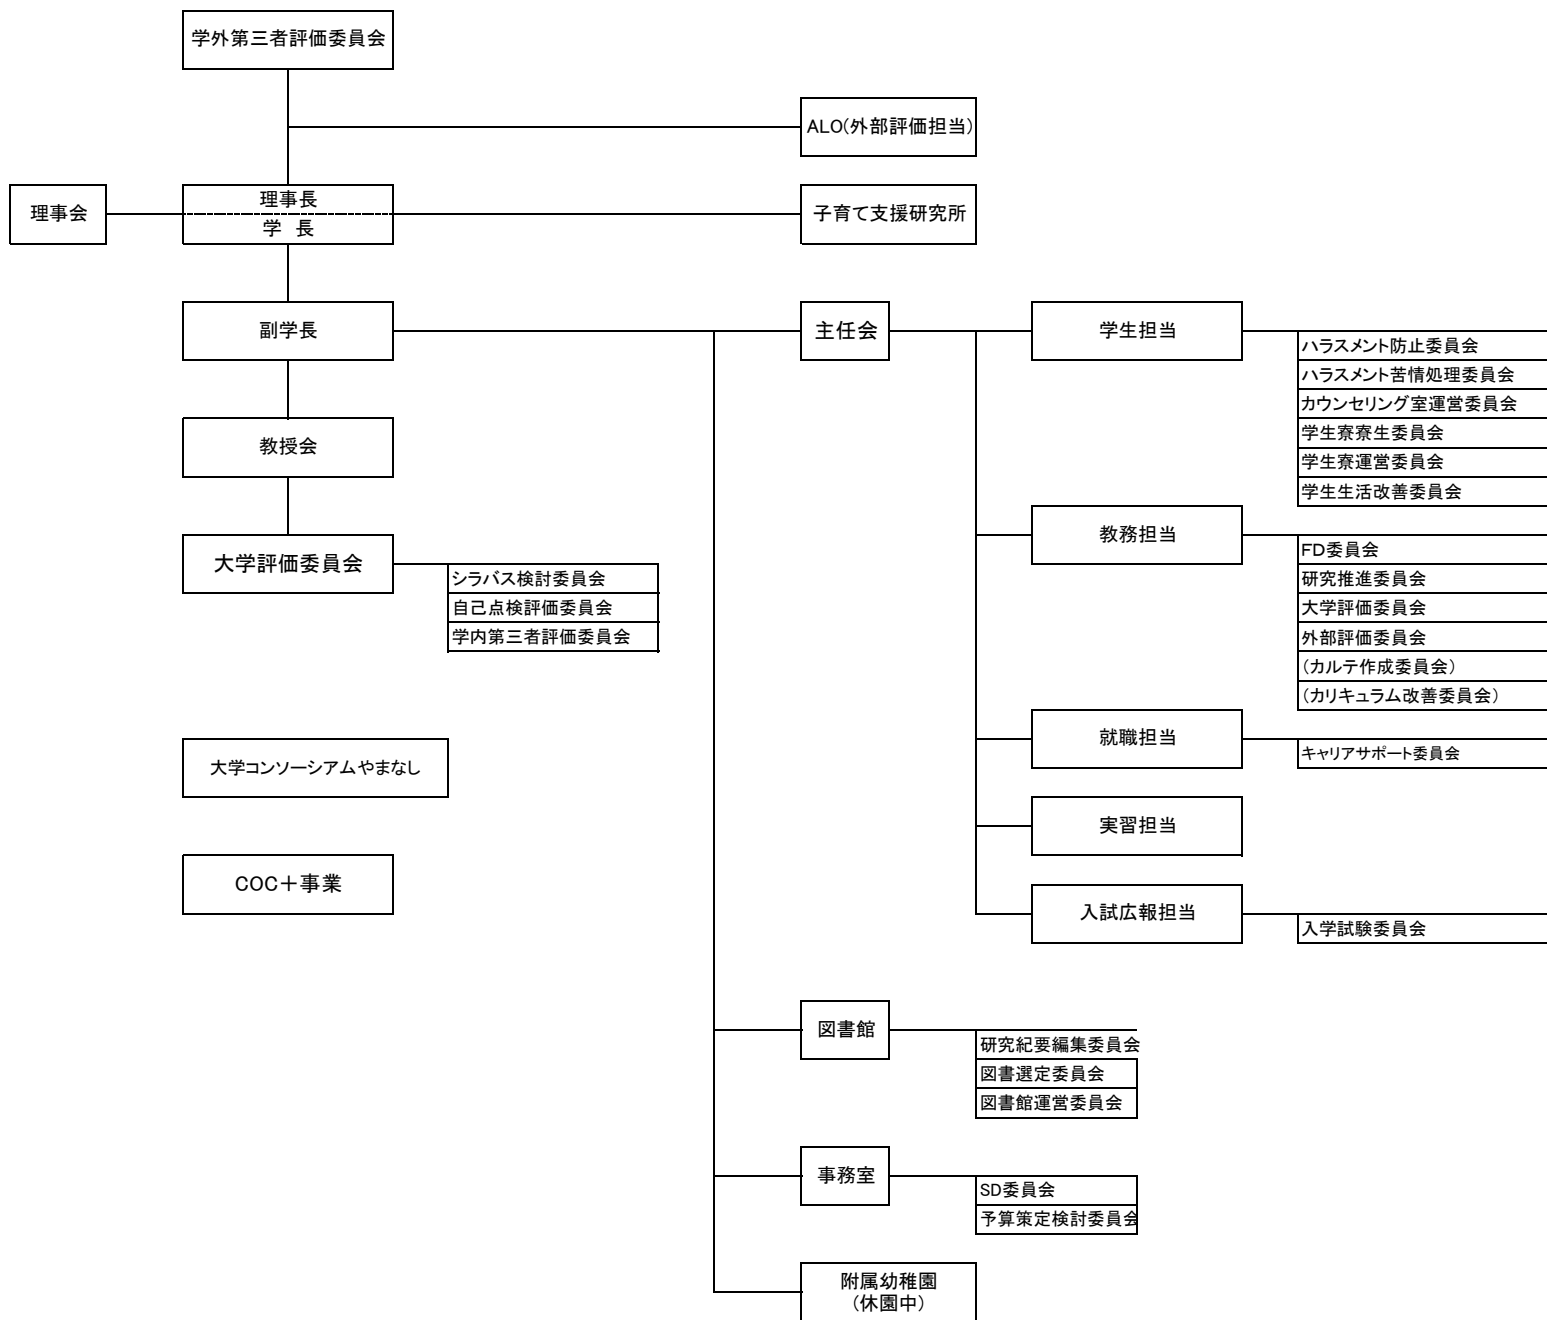 学外第三者評価委員会
ALO(外部評価担当)
理事会
理事長
学　長
子育て支援研究所
副学長
主任会
学生担当
ハラスメント防止委員会
ハラスメント苦情処理委員会
カウンセリング室運営委員会
学生寮寮生委員会
学生寮運営委員会
学生生活改善委員会
教授会
教務担当
FD委員会
研究推進委員会
大学評価委員会
外部評価委員会
(カルテ作成委員会)
(カリキュラム改善委員会)
大学評価委員会
シラバス検討委員会
自己点検評価委員会
学内第三者評価委員会
就職担当
キャリアサポート委員会
大学コンソーシアムやまなし
実習担当
COC＋事業
入試広報担当
入学試験委員会
図書館
研究紀要編集委員会
図書選定委員会
図書館運営委員会
事務室
SD委員会
予算策定検討委員会
附属幼稚園
(休園中)